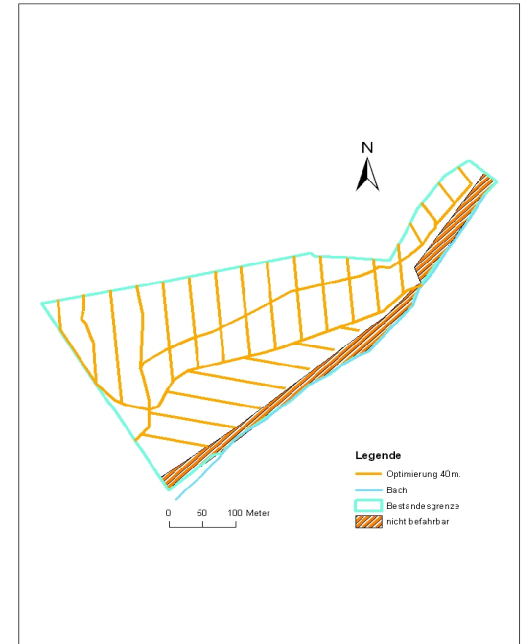 N
Legende
Optimierung 40m.
Bach
Bestandesgrenze
nicht befahrbar
0 50 100 Meter